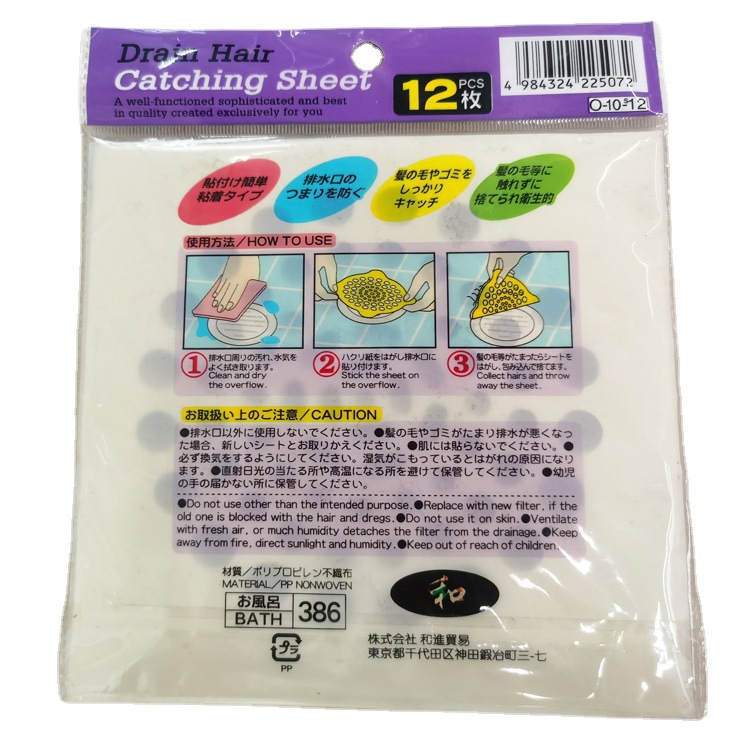 Drain Hair
Catching Sheet
A well-functioned sophisticated and best
in quality created exclusively for you
12 PCS 枚
4 984324 225072
貼付け簡単
粘着タイプ
排水口の
つまりを防ぐ
髪の毛やゴミを
しっかり
キャッチ
髪の毛等に
触れずに
捨てられ衛生的
使用方法/HOW TO USE
1 排水口周りの汚れ、水気を
よく拭き取ります。
Clean and dry
the overflow.
2 ハクリ紙をはがし排水口に
貼り付けます。
Stick the sheet on
the overflow.
3 髪の毛等がたまったらシートを
はがし、包み込んで捨てます。
Collect hairs and throw
away the sheet.
お取扱い上のご注意/CAUTION
●排水口以外に使用しないでください。●髪の毛やゴミがたまり排水が悪くなっ
た場合、新しいシートとお取りかえください。●肌には貼らないでください。●
必ず換気をするようにしてください。湿気がこもっているとはがれの原因になり
ます。●直射日光の当たる所や高温になる所を避けて保管してください。●幼児
の手の届かない所に保管してください。
●Do not use other than the intended purpose.●Replace with new filter, if the
old one is blocked with the hair and dregs.●Do not use it on skin.●Ventilate
with fresh air, or much humidity detaches the filter from the drainage.●Keep
away from fire, direct sunlight and humidity.●Keep out of reach of children.
材質/ポリプロピレン不織布
MATERIAL/PP NONWOVEN
お風呂
BATH 386
プラ
PP
和
株式会社 和進貿易
東京都千代田区神田鍛冶町三-七